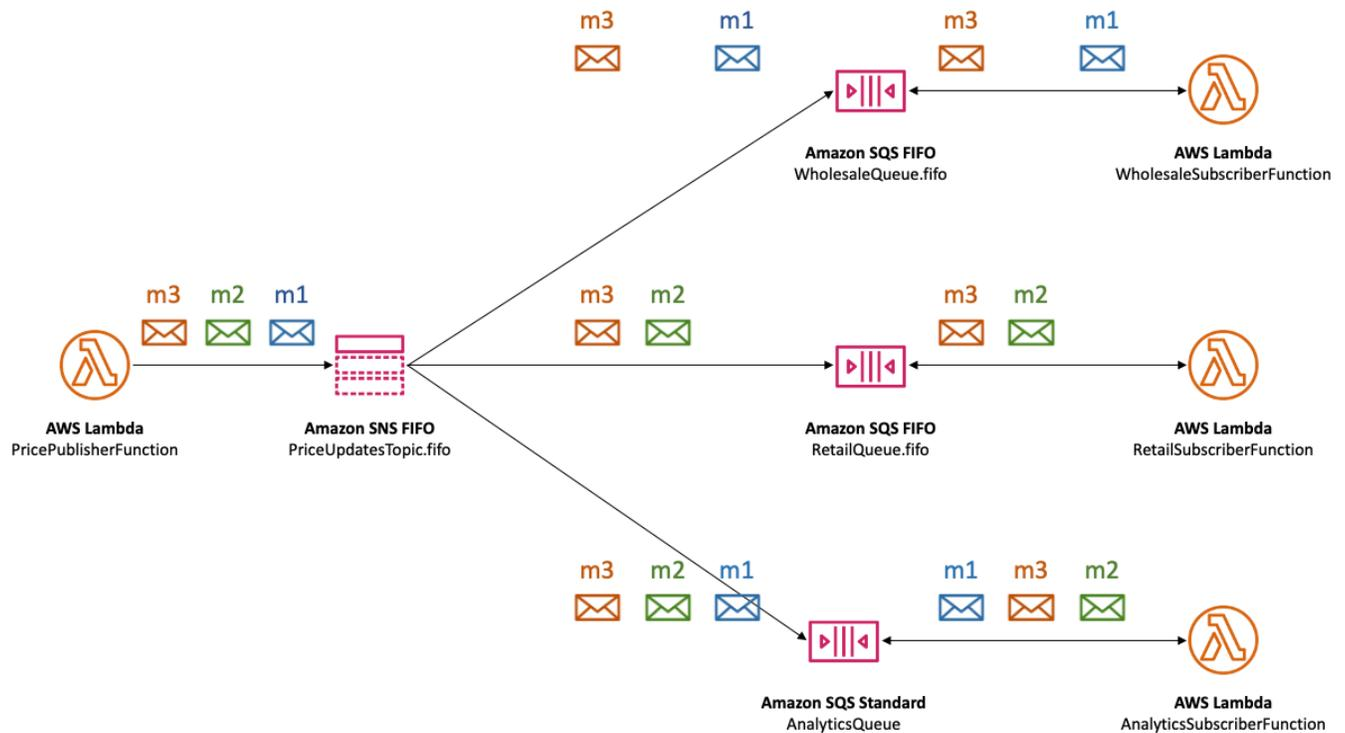 m3
m1
m3
m1
Amazon SQS FIFO
WholesaleQueue.fifo
AWS Lambda
WholesaleSubscriberFunction
m3
m2
m1
m3
m2
m3
m2
AWS Lambda
PricePublisherFunction
Amazon SNS FIFO
PriceUpdatesTopic.fifo
Amazon SQS FIFO
RetailQueue.fifo
AWS Lambda
RetailSubscriberFunction
m3
m2
m1
m1
m3
m2
Amazon SQS Standard
AnalyticsQueue
AWS Lambda
AnalyticsSubscriberFunction